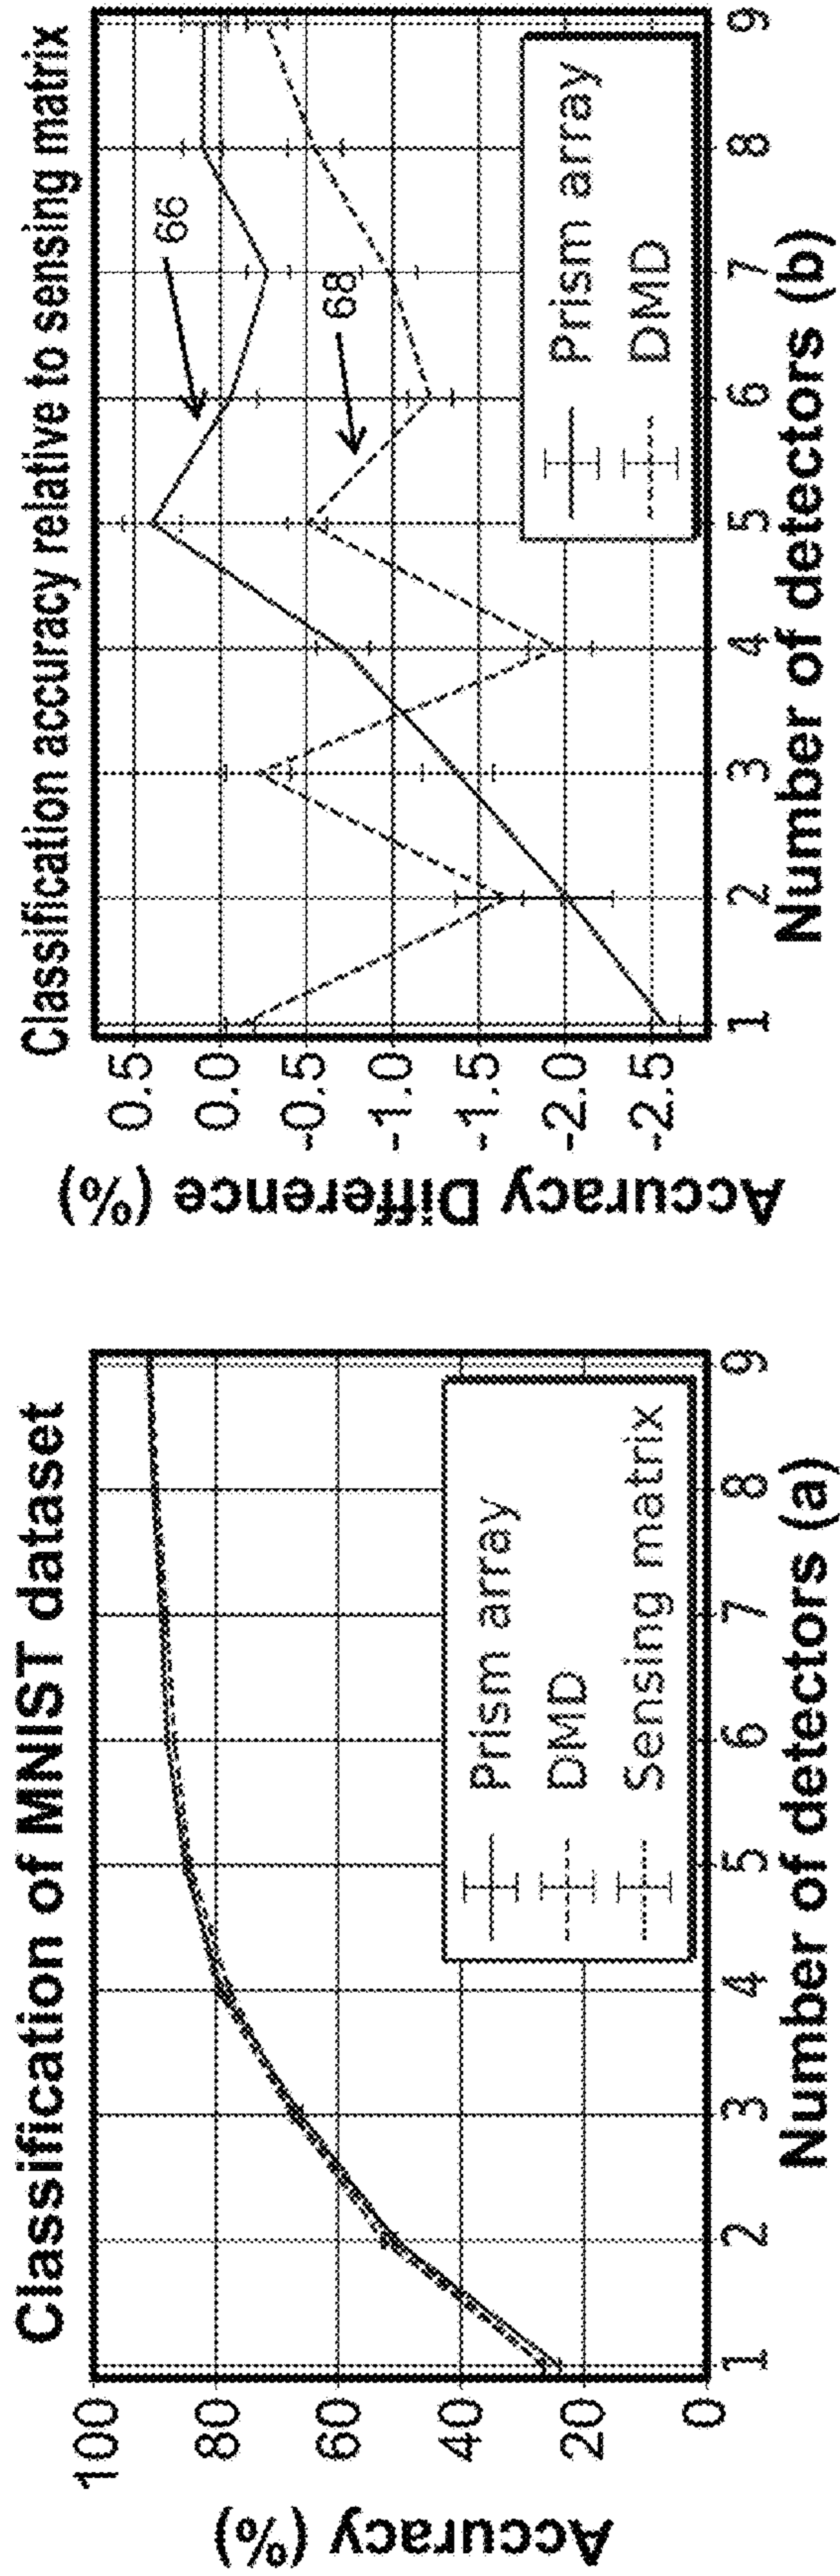 Classification of MNIST dataset
Accuracy (%)
100
80
60
40
20
0
Prism array
DMD
Sensing matrix
1 2 3 4 5 6 7 8 9
Number of detectors (a)
Classification accuracy relative to sensing matrix
Accuracy Difference (%)
0.5
0.0
-0.5
-1.0
-1.5
-2.0
-2.5
66
68
Prism array
DMD
1 2 3 4 5 6 7 8 9
Number of detectors (b)